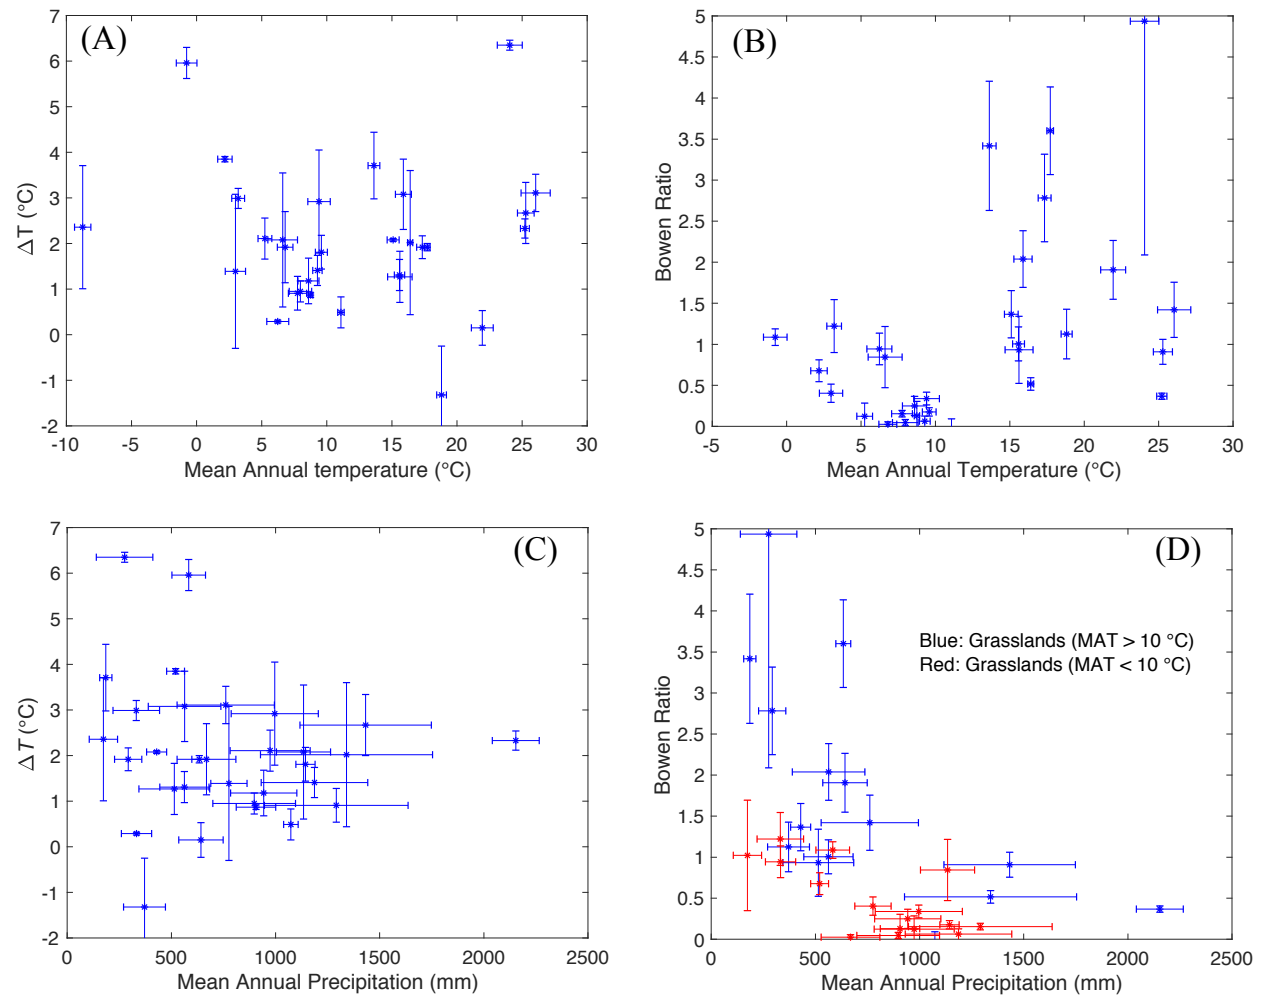 (A)
7
6
5
4
3
2
1
0
-1
-2
ΔT (°C)
-10 -5 0 5 10 15 20 25 30
Mean Annual temperature (°C)
(B)
5
4.5
4
3.5
3
2.5
2
1.5
1
0.5
0
Bowen Ratio
-5 0 5 10 15 20 25 30
Mean Annual Temperature (°C)
(C)
7
6
5
4
3
2
1
0
-1
-2
ΔT (°C)
0 500 1000 1500 2000 2500
Mean Annual Precipitation (mm)
(D)
5
4.5
4
3.5
3
2.5
2
1.5
1
0.5
0
Bowen Ratio
Blue: Grasslands (MAT > 10 °C)
Red: Grasslands (MAT < 10 °C)
0 500 1000 1500 2000 2500
Mean Annual Precipitation (mm)